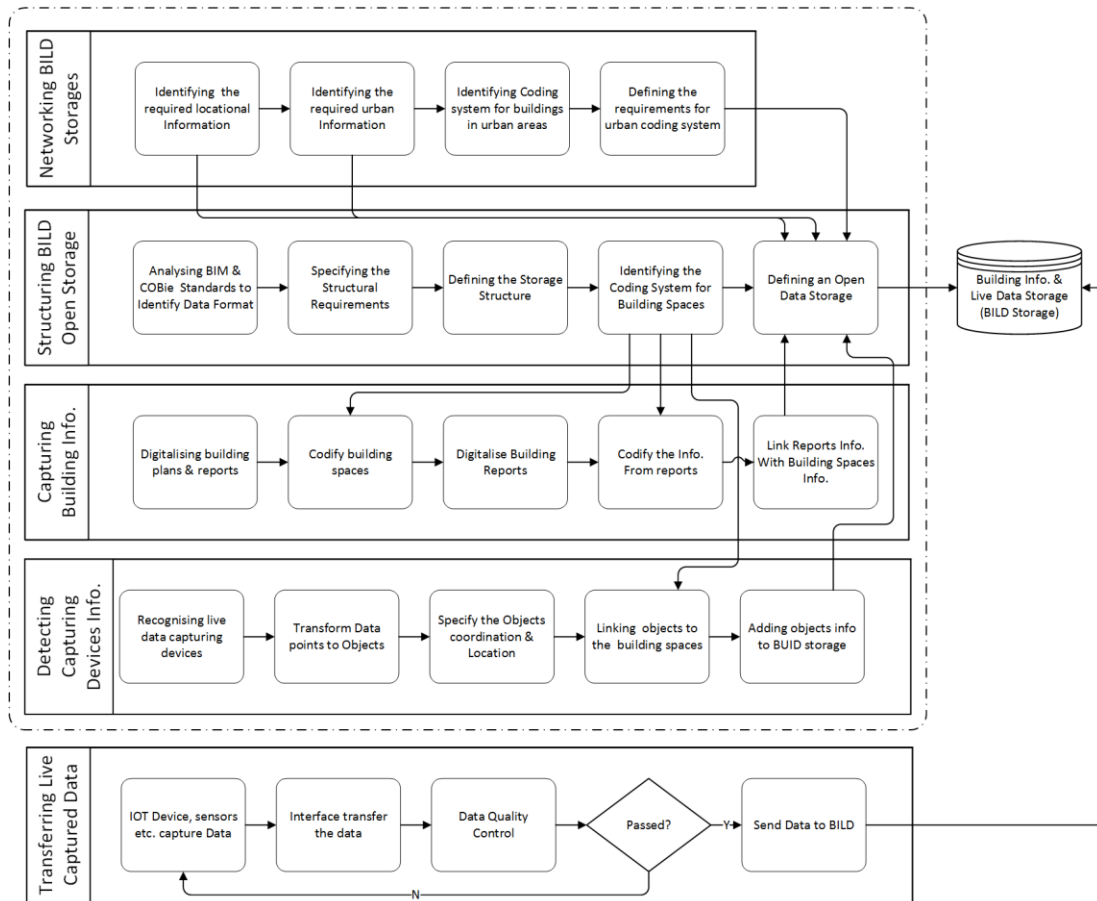 Networking BILD
Storages
Identifying the
required locational
Information
Identifying the
required urban
Information
Identifying Coding
system for buildings
in urban areas
Defining the
requirements for
urban coding system
Structuring BILD
Open Storage
Analysing BIM &
COBie Standards to
Identify Data Format
Specifying the
Structural
Requirements
Defining the Storage
Structure
Identifying the
Coding System for
Building Spaces
Defining an Open
Data Storage
Building Info. &
Live Data Storage
(BILD Storage)
Capturing
Building Info.
Digitalising building
plans & reports
Codify building
spaces
Digitalise Building
Reports
Codify the Info.
From reports
Link Reports Info.
With Building Spaces
Info.
Detecting
Capturing
Devices Info.
Recognising live
data capturing
devices
Transform Data
points to Objects
Specify the Objects
coordination &
Location
Linking objects to
the building spaces
Adding objects info
to BUID storage
Transferring Live
Captured Data
IOT Device, sensors
etc. capture Data
Interface transfer
the data
Data Quality
Control
Passed?
Y
Send Data to BILD
N